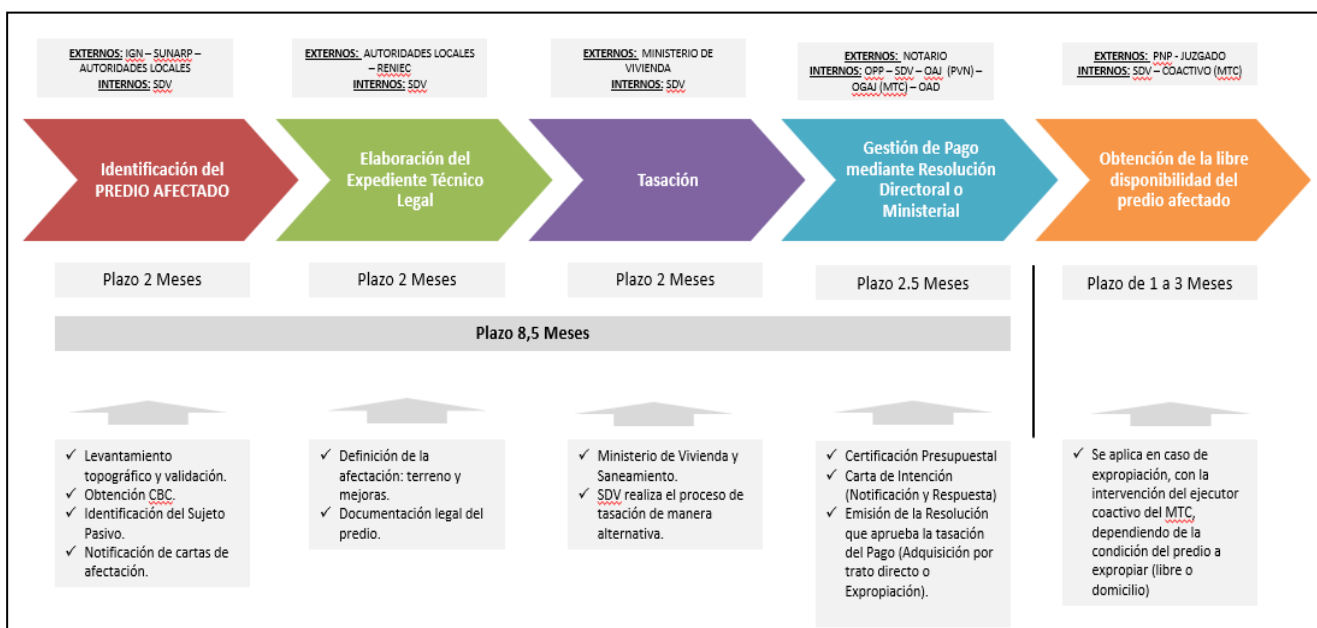 EXTERNOS: IGN – SUNARP –
AUTORIDADES LOCALES
INTERNOS: SDV
EXTERNOS: AUTORIDADES LOCALES
– RENIEC
INTERNOS: SDV
EXTERNOS: MINISTERIO DE
VIVIENDA
INTERNOS: SDV
EXTERNOS: NOTARIO
INTERNOS: OPP – SDV – OAJ (PVN) –
OGAJ (MTC) – OAD
EXTERNOS: PNP - JUZGADO
INTERNOS: SDV – COACTIVO (MTC)
Identificación del
PREDIO AFECTADO
Elaboración del
Expediente Técnico
Legal
Tasación
Gestión de Pago
mediante Resolución
Directoral o
Ministerial
Obtención de la libre
disponibilidad del
predio afectado
Plazo 2 Meses
Plazo 2 Meses
Plazo 2 Meses
Plazo 2.5 Meses
Plazo de 1 a 3 Meses
Plazo 8,5 Meses
✓ Levantamiento
topográfico y validación.
✓ Obtención CBC.
✓ Identificación del Sujeto
Pasivo.
✓ Notificación de cartas de
afectación.
✓ Definición de la
afectación: terreno y
mejoras.
✓ Documentación legal del
predio.
✓ Ministerio de Vivienda y
Saneamiento.
✓ SDV realiza el proceso de
tasación de manera
alternativa.
✓ Certificación Presupuestal
✓ Carta de Intención
(Notificación y Respuesta)
✓ Emisión de la Resolución
que aprueba la tasación
del Pago (Adquisición por
trato directo o
Expropiación).
✓ Se aplica en caso de
expropiación, con la
intervención del ejecutor
coactivo del MTC,
dependiendo de la
condición del predio a
expropiar (libre o
domicilio)